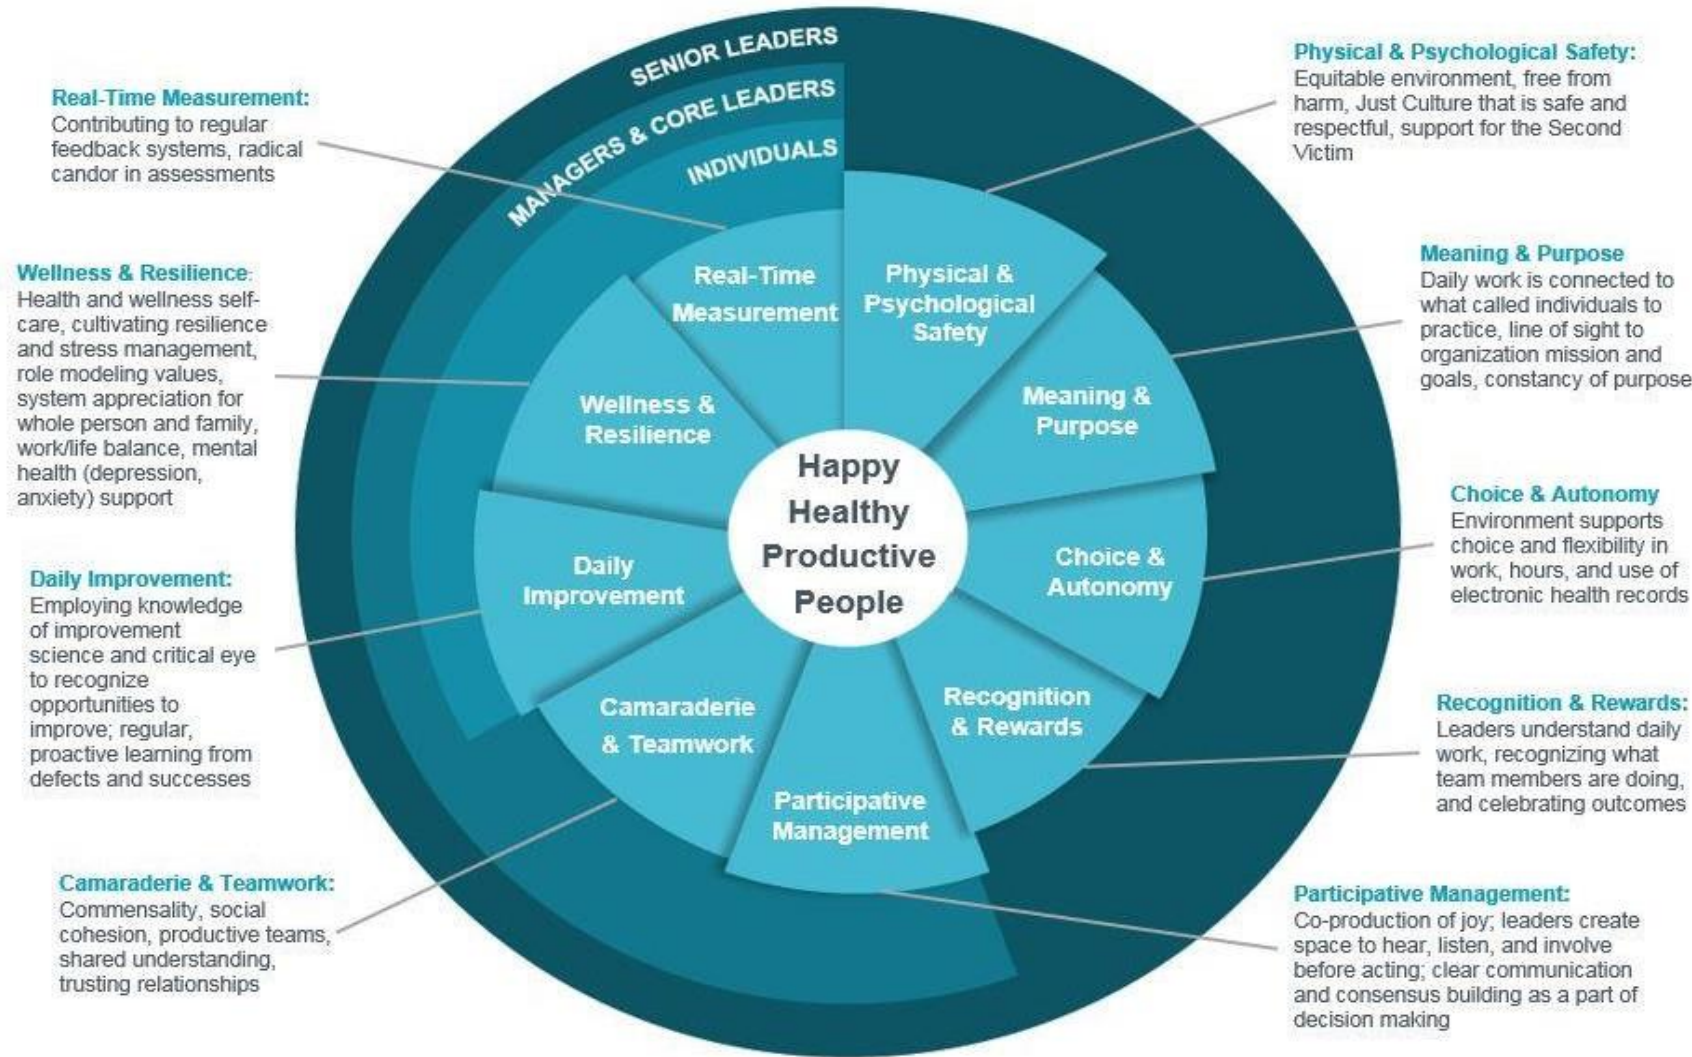 SENIOR LEADERS
MANAGERS & CORE LEADERS
INDIVIDUALS
Real-Time
Measurement
Physical &
Psychological
Safety
Meaning &
Purpose
Choice &
Autonomy
Recognition
& Rewards
Participative
Management
Camaraderie
& Teamwork
Daily
Improvement
Wellness &
Resilience
Happy
Healthy
Productive
People
Physical & Psychological Safety:
Equitable environment, free from
harm, Just Culture that is safe and
respectful, support for the Second
Victim
Meaning & Purpose
Daily work is connected to
what called individuals to
practice, line of sight to
organization mission and
goals, constancy of purpose
Choice & Autonomy
Environment supports
choice and flexibility in
work, hours, and use of
electronic health records
Recognition & Rewards:
Leaders understand daily
work, recognizing what
team members are doing,
and celebrating outcomes
Participative Management:
Co-production of joy; leaders create
space to hear, listen, and involve
before acting; clear communication
and consensus building as a part of
decision making
Camaraderie & Teamwork:
Commensality, social
cohesion, productive teams,
shared understanding,
trusting relationships
Daily Improvement:
Employing knowledge
of improvement
science and critical eye
to recognize
opportunities to
improve; regular,
proactive learning from
defects and successes
Wellness & Resilience:
Health and wellness self-
care, cultivating resilience
and stress management,
role modeling values,
system appreciation for
whole person and family,
work/life balance, mental
health (depression,
anxiety) support
Real-Time Measurement:
Contributing to regular
feedback systems, radical
candor in assessments